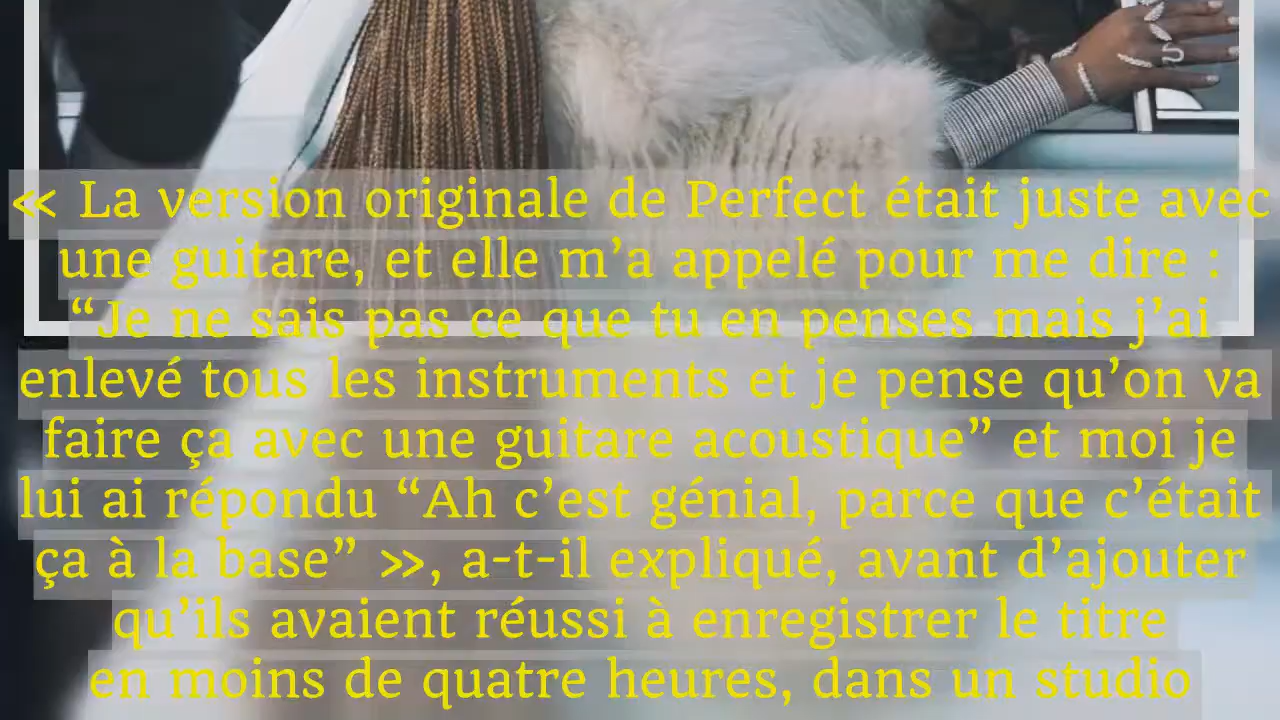 « La version originale de Perfect était juste avec
une guitare, et elle m’a appelé pour me dire :
“Je ne sais pas ce que tu en penses mais j’ai
enlevé tous les instruments et je pense qu’on va
faire ça avec une guitare acoustique” et moi je
lui ai répondu “Ah c’est génial, parce que c’était
ça à la base” », a-t-il expliqué, avant d’ajouter
qu’ils avaient réussi à enregistrer le titre
en moins de quatre heures, dans un studio